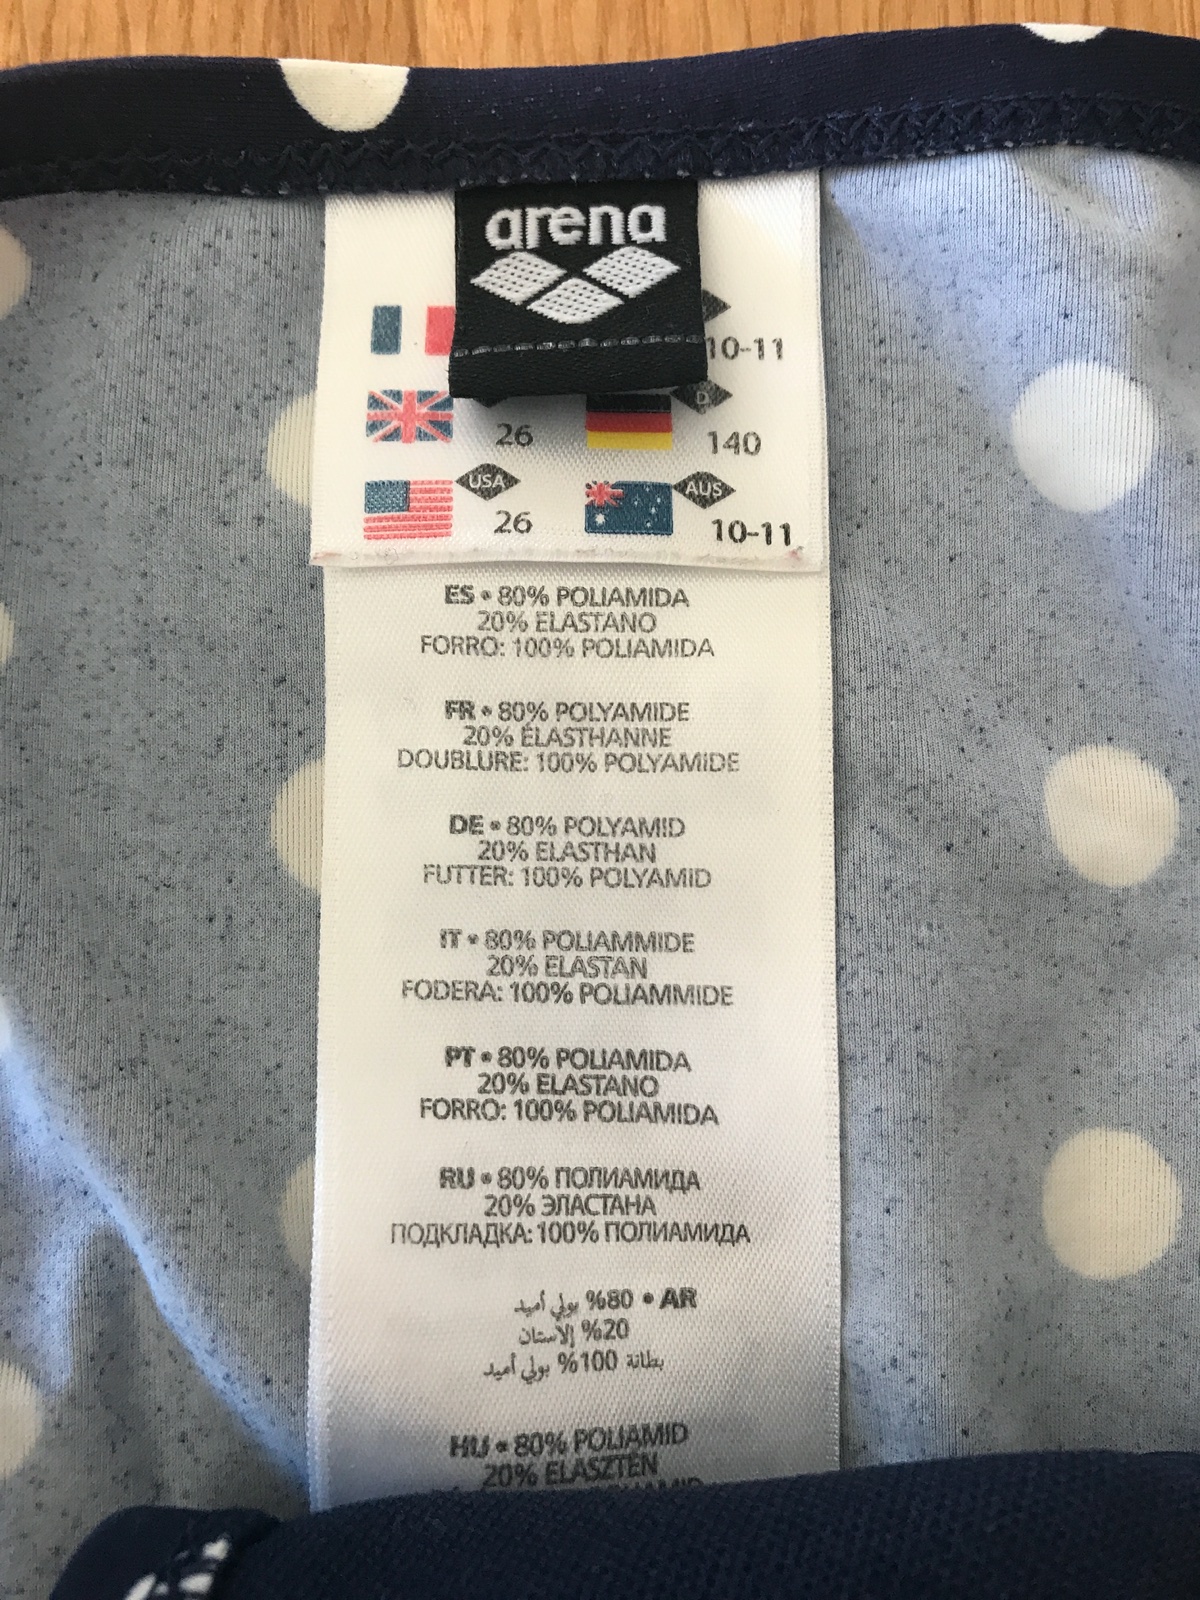 arena
10-11
26
D
140
USA
26
AUS
10-11
ES • 80% POLIAMIDA
20% ELASTANO
FORRO: 100% POLIAMIDA
FR • 80% POLYAMIDE
20% ÉLASTHANNE
DOUBLURE: 100% POLYAMIDE
DE • 80% POLYAMID
20% ELASTHAN
FUTTER: 100% POLYAMID
IT • 80% POLIAMMIDE
20% ELASTAN
FODERA: 100% POLIAMMIDE
PT • 80% POLIAMIDA
20% ELASTANO
FORRO: 100% POLIAMIDA
RU • 80% ПОЛИАМИДА
20% ЭЛАСТАНА
ПОДКЛАДКА: 100% ПОЛИАМИДА
AR • 80% بولي أميد
20% إلاستان
بطانة 100% بولي أميد
HU • 80% POLIAMID
20% ELASZTEN